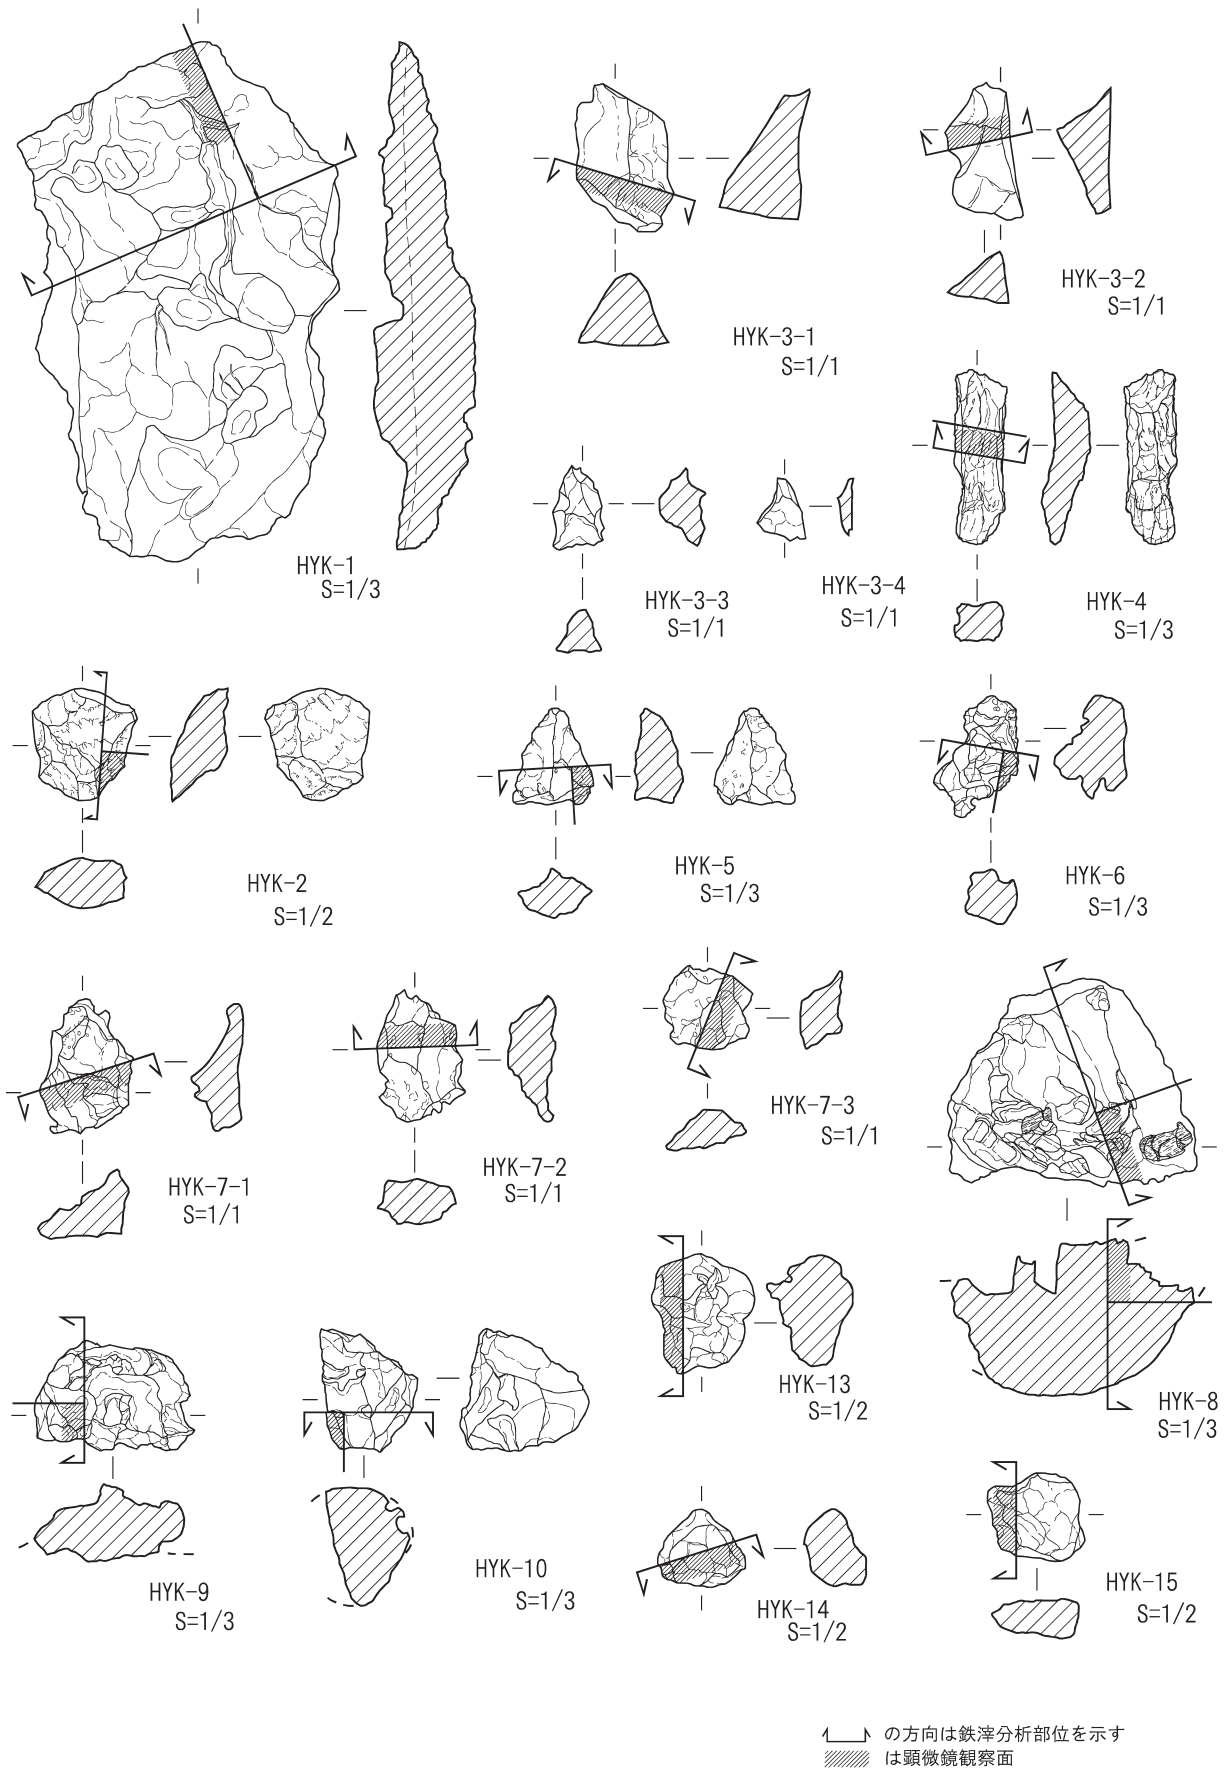 HYK-1
S=1/3
HYK-3-1
S=1/1
HYK-3-2
S=1/1
HYK-3-3
S=1/1
HYK-3-4
S=1/1
HYK-4
S=1/3
HYK-2
S=1/2
HYK-5
S=1/3
HYK-6
S=1/3
HYK-7-1
S=1/1
HYK-7-2
S=1/1
HYK-7-3
S=1/1
HYK-8
S=1/3
HYK-9
S=1/3
HYK-10
S=1/3
HYK-13
S=1/2
HYK-14
S=1/2
HYK-15
S=1/2
の方向は鉄滓分析部位を示す
は顕微鏡観察面